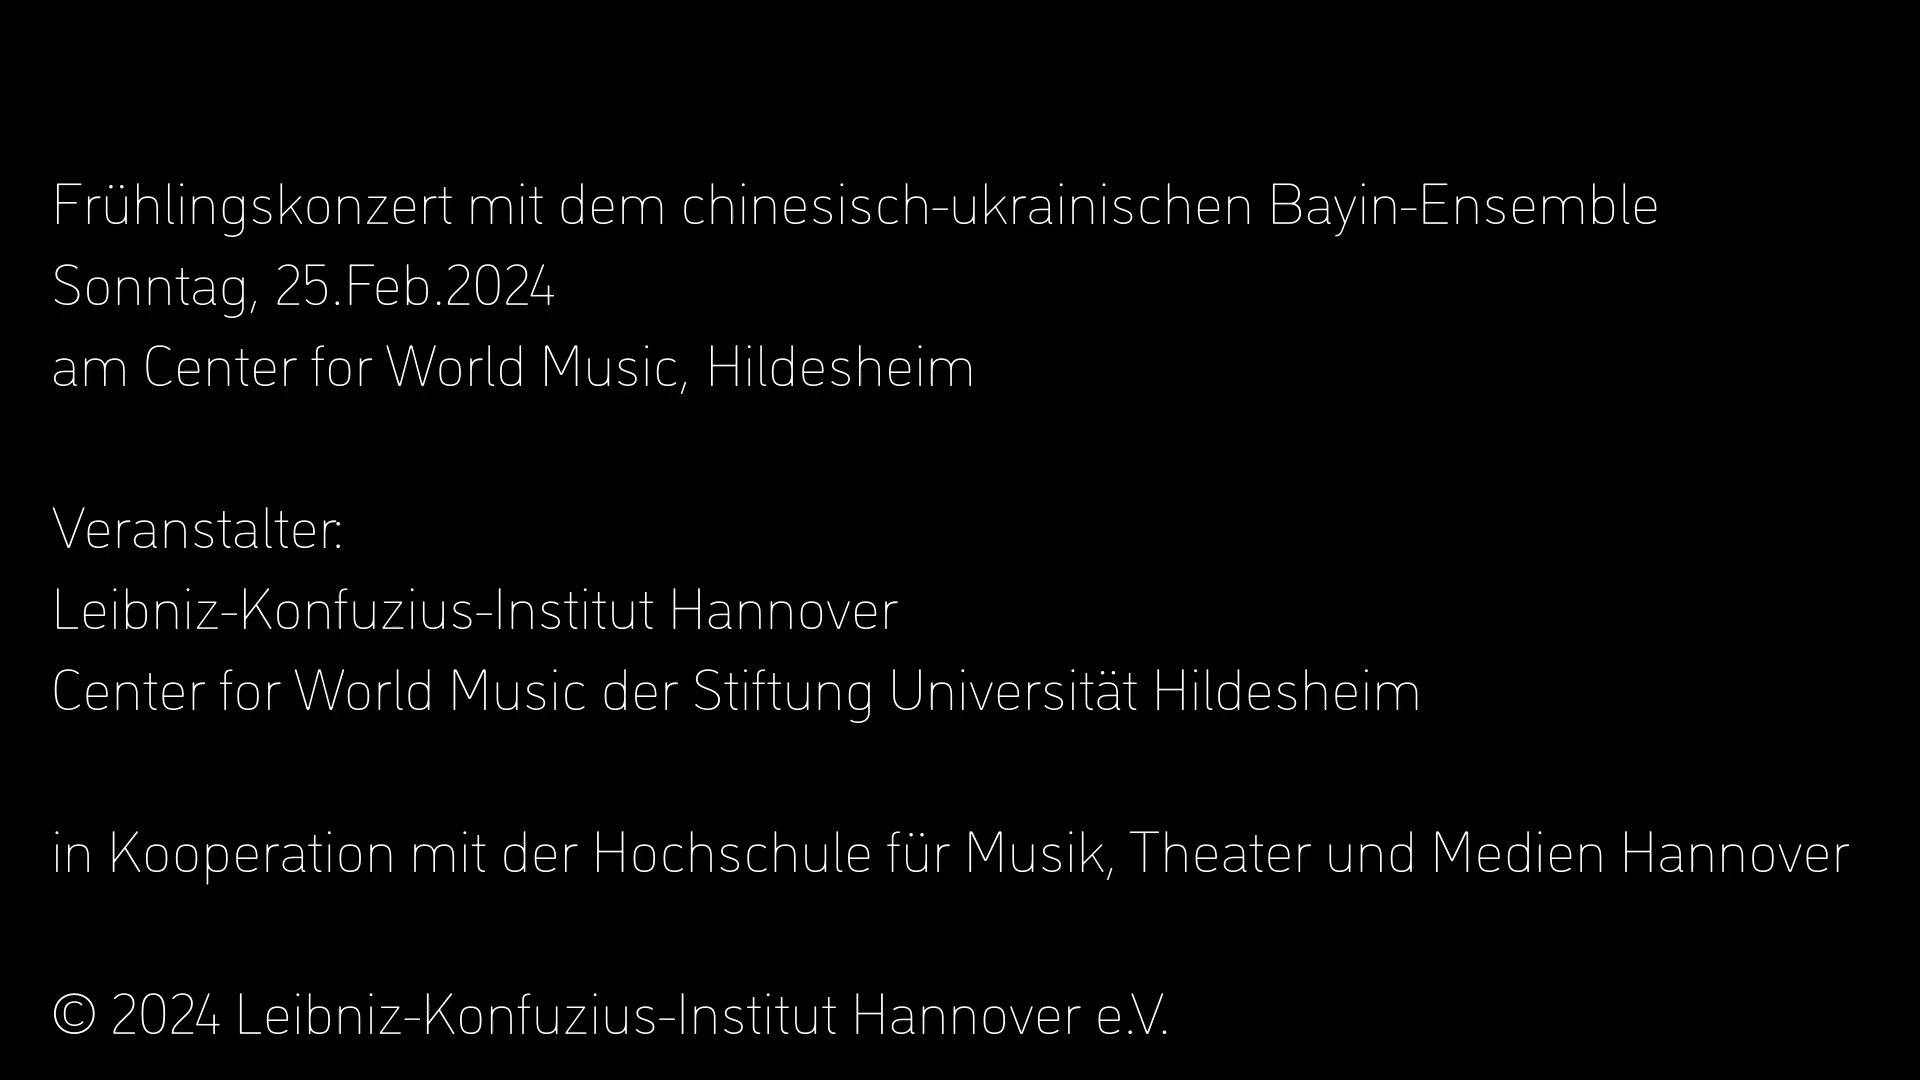 Frühlingskonzert mit dem chinesisch-ukrainischen Bayin-Ensemble
Sonntag, 25.Feb.2024
am Center for World Music, Hildesheim
Veranstalter:
Leibniz-Konfuzius-Institut Hannover
Center for World Music der Stiftung Universität Hildesheim
in Kooperation mit der Hochschule für Musik, Theater und Medien Hannover
© 2024 Leibniz-Konfuzius-Institut Hannover e.V.